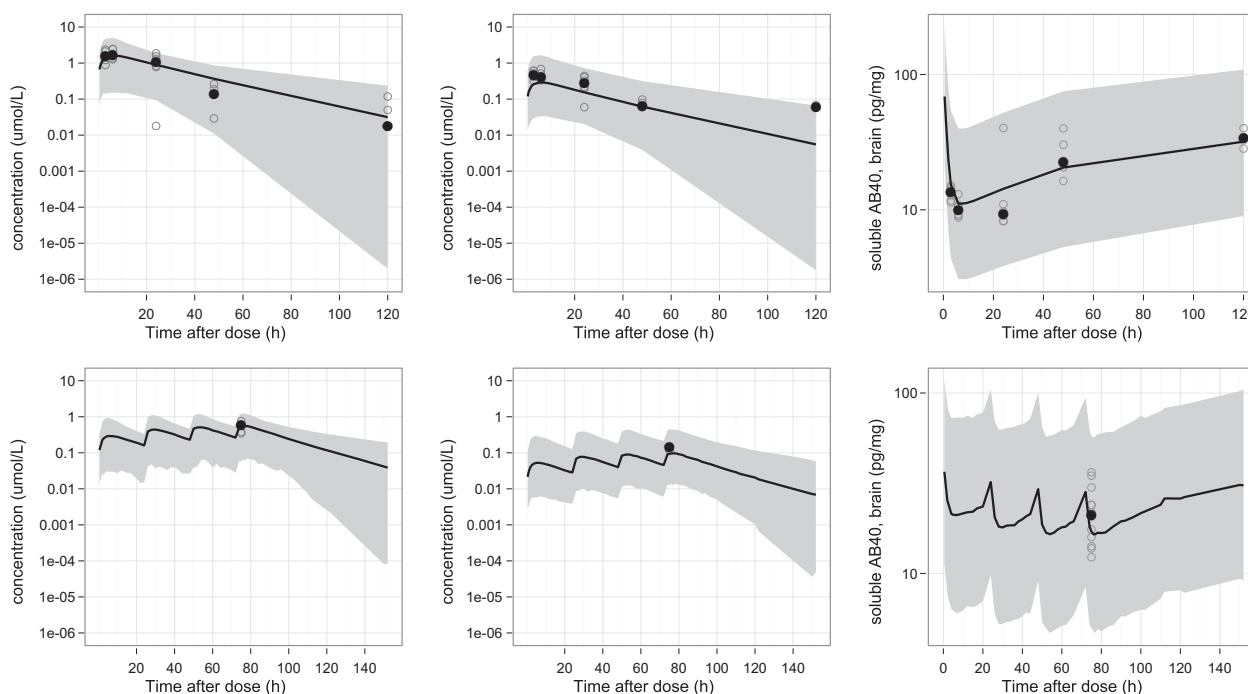 concentration (umol/L)
10
1
0.1
0.01
0.001
1e-04
1e-05
1e-06
20 40 60 80 100 120
Time after dose (h)
concentration (umol/L)
10
1
0.1
0.01
0.001
1e-04
1e-05
1e-06
20 40 60 80 100 120
Time after dose (h)
soluble AB40, brain (pg/mg)
100
10
0 20 40 60 80 100 120
Time after dose (h)
concentration (umol/L)
10
1
0.1
0.01
0.001
1e-04
1e-05
1e-06
20 40 60 80 100 120 140
Time after dose (h)
concentration (umol/L)
10
1
0.1
0.01
0.001
1e-04
1e-05
1e-06
20 40 60 80 100 120 140
Time after dose (h)
soluble AB40, brain (pg/mg)
100
10
0 20 40 60 80 100 120 140
Time after dose (h)